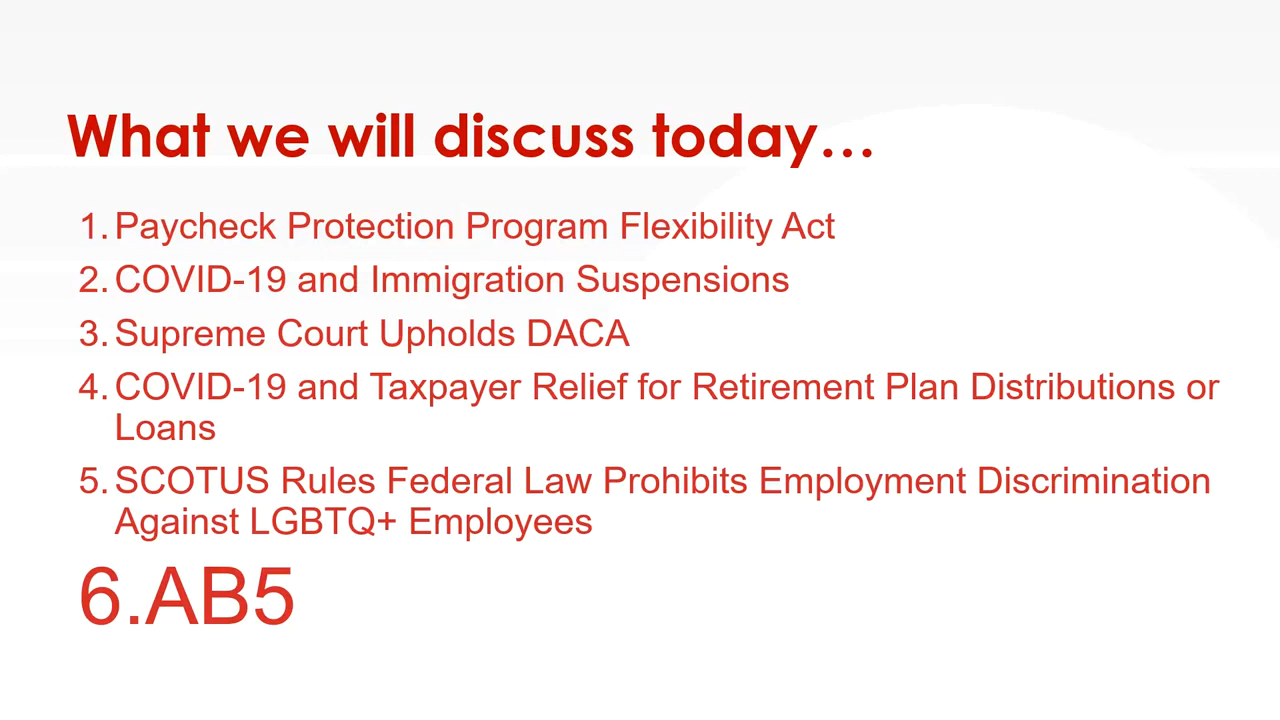 What we will discuss today…
1. Paycheck Protection Program Flexibility Act
2. COVID-19 and Immigration Suspensions
3. Supreme Court Upholds DACA
4. COVID-19 and Taxpayer Relief for Retirement Plan Distributions or
Loans
5. SCOTUS Rules Federal Law Prohibits Employment Discrimination
Against LGBTQ+ Employees
6.AB5